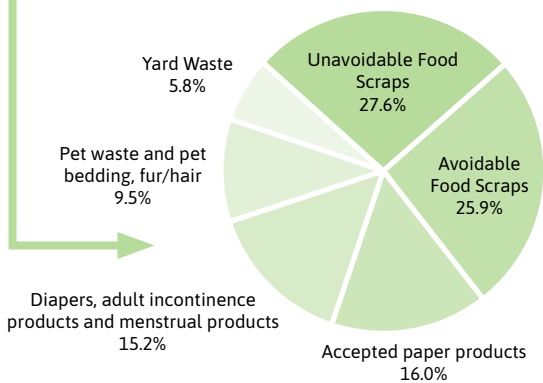 Unavoidable Food
Scraps
27.6%
Avoidable
Food Scraps
25.9%
Accepted paper products
16.0%
Diapers, adult incontinence
products and menstrual products
15.2%
Pet waste and pet
bedding, fur/hair
9.5%
Yard Waste
5.8%